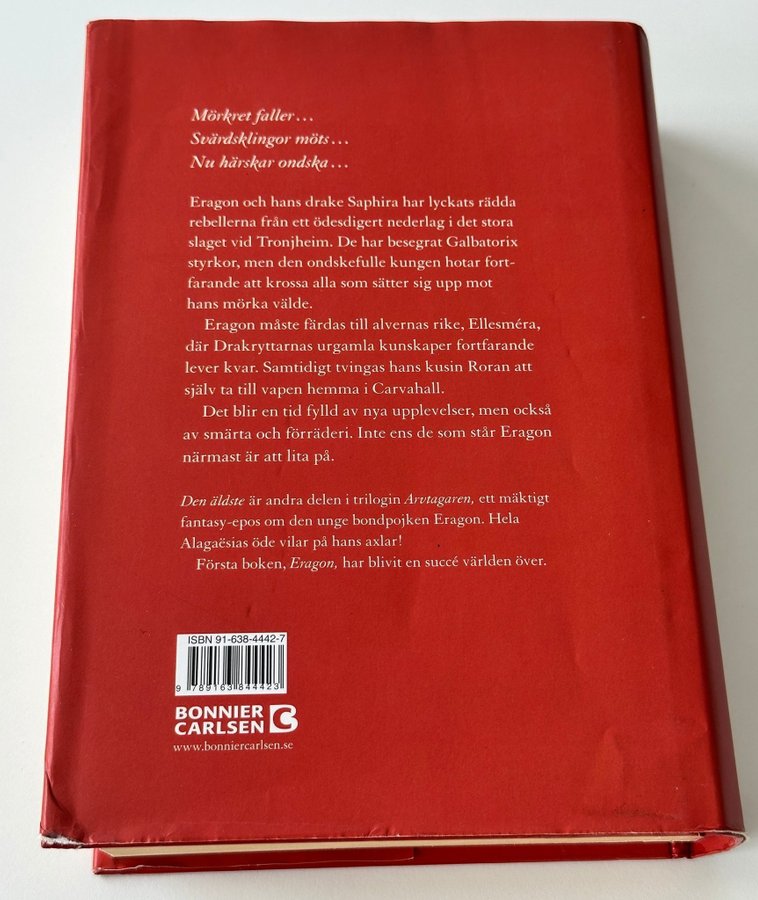 Mörkret faller…
Svärdsklingor möts…
Nu härskar ondska…
Eragon och hans drake Saphira har lyckats rädda
rebellerna från ett ödesdigert nederlag i det stora
slaget vid Tronjheim. De har besegrat Galbatorix
styrkor, men den ondskefulle kungen hotar fort-
farande att krossa alla som sätter sig upp mot
hans mörka välde.
Eragon måste färdas till alvernas rike, Ellesméra,
där Drakryttarnas urgamla kunskaper fortfarande
lever kvar. Samtidigt tvingas hans kusin Roran att
själv ta till vapen hemma i Carvahall.
Det blir en tid fylld av nya upplevelser, men också
av smärta och förräderi. Inte ens de som står Eragon
närmast är att lita på.
Den äldste är andra delen i trilogin Arvtagaren, ett mäktigt
fantasy-epos om den unge bondpojken Eragon. Hela
Alagaësias öde vilar på hans axlar!
Första boken, Eragon, har blivit en succé världen över.
ISBN 91-638-4442-7
9 789163 844423
BONNIER
CARLSEN
www.bonniercarlsen.se